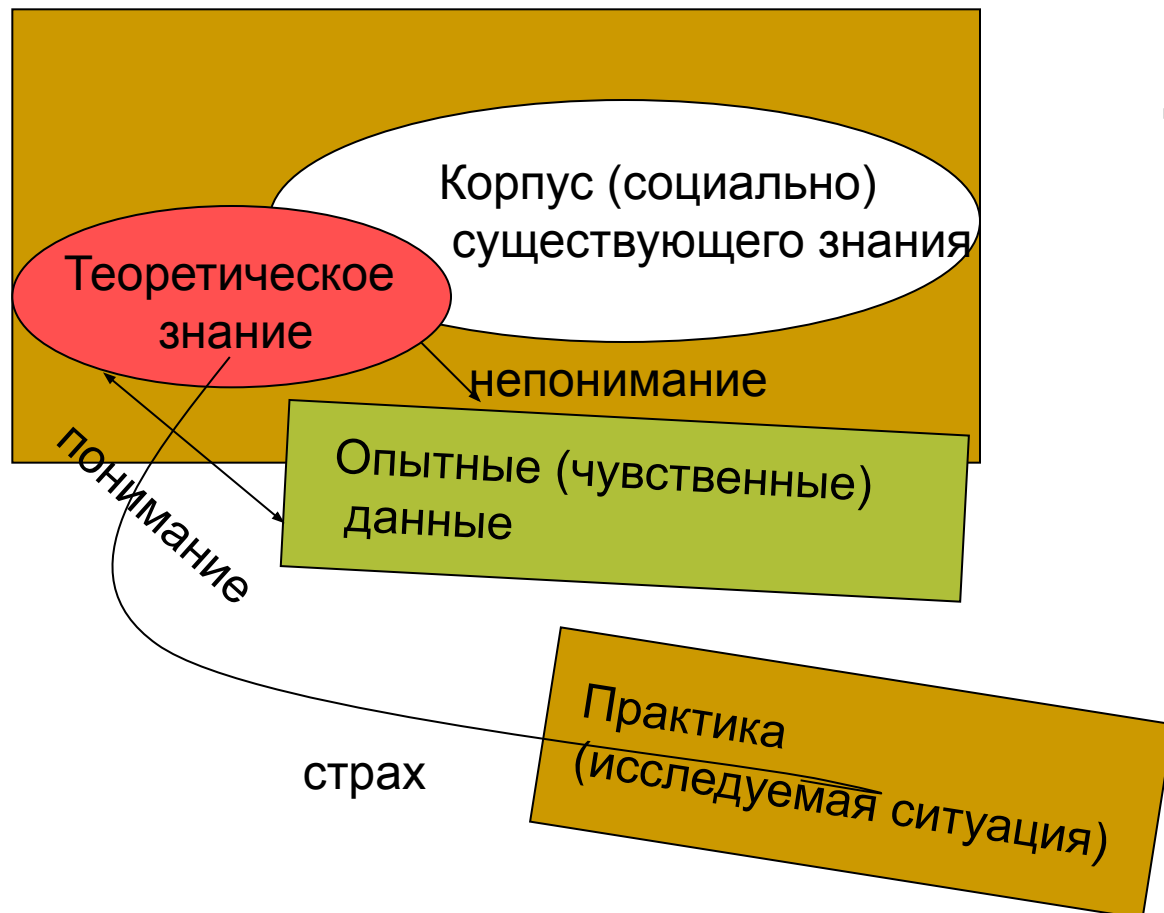 Корпус (социально)
существующего знания
Теоретическое
знание
непонимание
понимание
Опытные (чувственные)
данные
Практика
(исследуемая ситуация)
страх